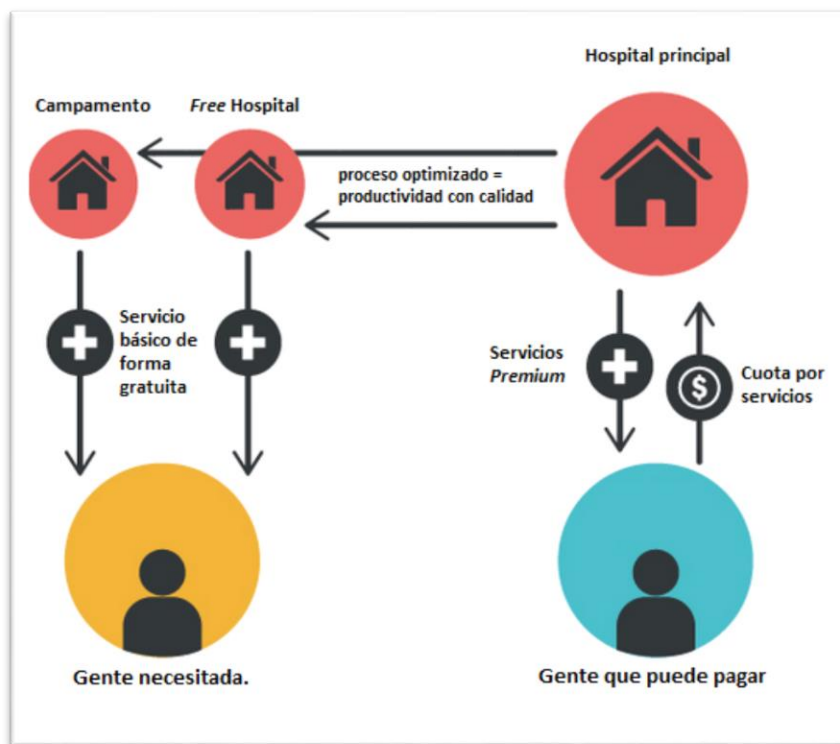 Hospital principal
Campamento
Free Hospital
proceso optimizado =
productividad con calidad
Servicio
básico de
forma
gratuita
Servicios
Premium
$
Cuota por
servicios
Gente necesitada.
Gente que puede pagar